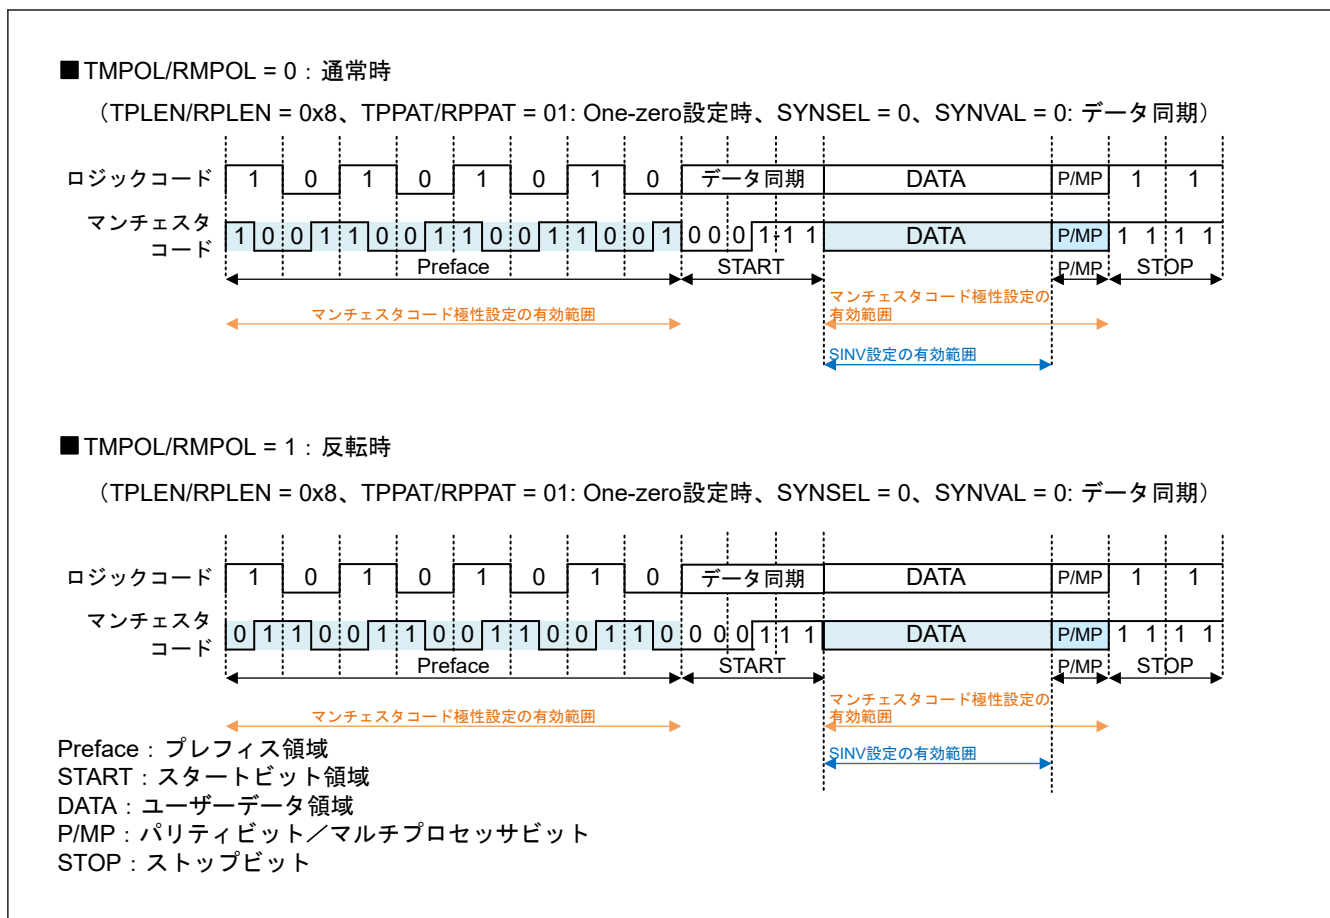 ■ TMPOL/RMPOL = 0：通常時
（TPLEN/RPLEN = 0x8、TPPAT/RPPAT = 01: One-zero設定時、SYNSEL = 0、SYNVAL = 0: データ同期）
ロジックコード 1 0 1 0 1 0 1 0 データ同期 DATA P/MP 1 1
マンチェスタ
コード
1 0 0 1 1 0 0 1 1 0 0 1 1 0 0 1 0 0 0 1 1 1 DATA P/MP 1 1 1 1
Preface START P/MP STOP
マンチェスタコード極性設定の有効範囲
マンチェスタコード極性設定の
有効範囲
SINV設定の有効範囲
■ TMPOL/RMPOL = 1：反転時
（TPLEN/RPLEN = 0x8、TPPAT/RPPAT = 01: One-zero設定時、SYNSEL = 0、SYNVAL = 0: データ同期）
ロジックコード 1 0 1 0 1 0 1 0 データ同期 DATA P/MP 1 1
マンチェスタ
コード
0 1 1 0 0 1 1 0 0 1 1 0 0 1 1 0 0 0 0 1 1 1 DATA P/MP 1 1 1 1
Preface START P/MP STOP
マンチェスタコード極性設定の有効範囲
マンチェスタコード極性設定の
有効範囲
SINV設定の有効範囲
Preface：プレフィス領域
START：スタートビット領域
DATA：ユーザーデータ領域
P/MP：パリティビット／マルチプロセッサビット
STOP：ストップビット